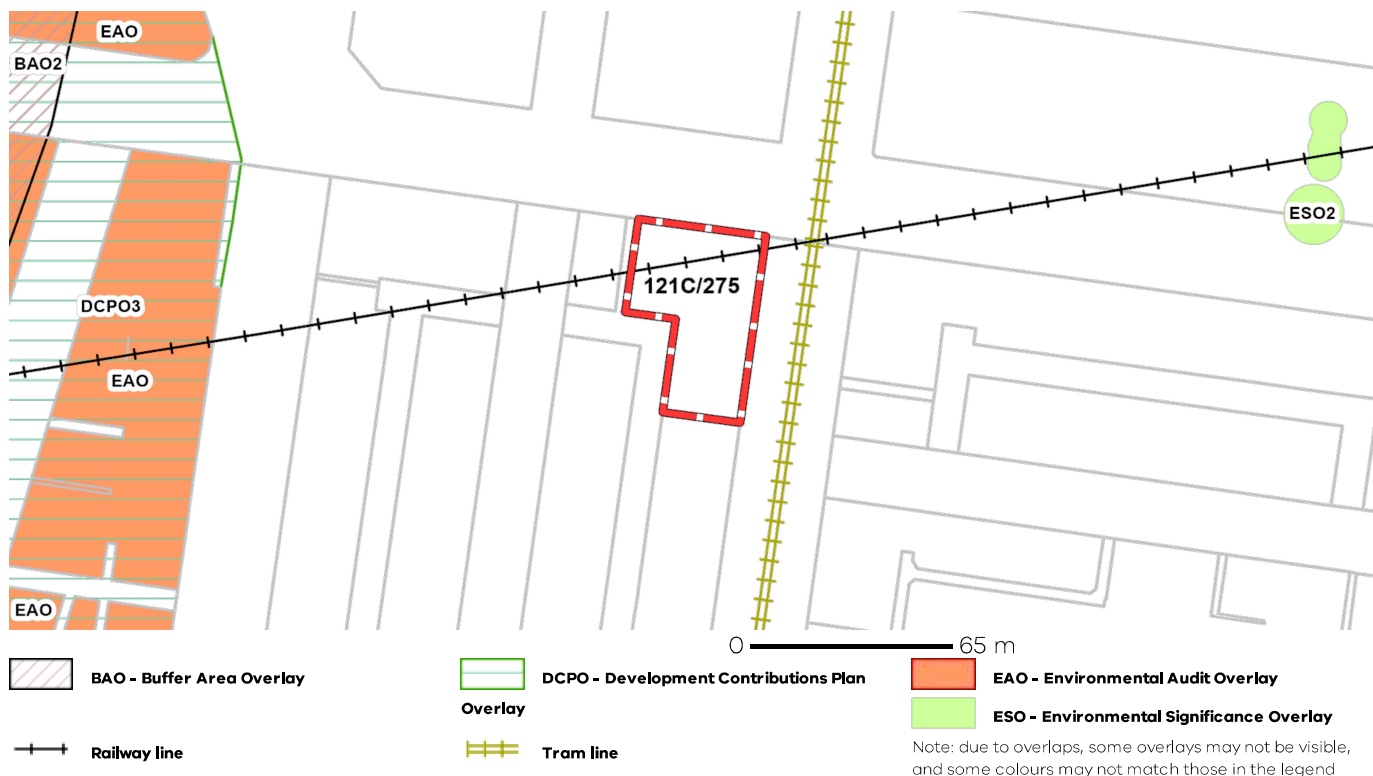 EAO
BAO2
ESO2
121C/275
DCPO3
EAO
EAO
0 65 m
BAO - Buffer Area Overlay
DCPO - Development Contributions Plan
Overlay
EAO - Environmental Audit Overlay
ESO - Environmental Significance Overlay
Railway line
Tram line
Note: due to overlaps, some overlays may not be visible,
and some colours may not match those in the legend